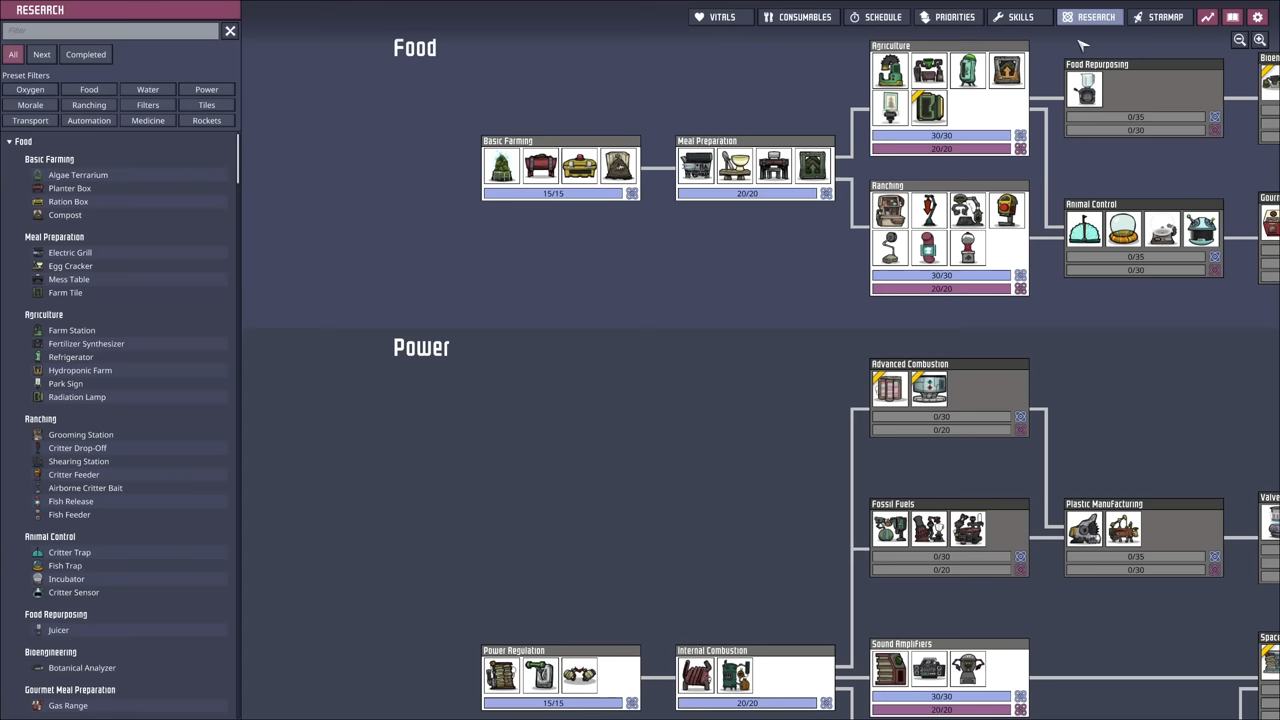 RESEARCH
VITALS
CONSUMABLES
SCHEDULE
PRIORITIES
SKILLS
RESEARCH
STARMAP
Filter
All
Next
Completed
Preset Filters
Oxygen
Food
Water
Power
Morale
Ranching
Filters
Tiles
Transport
Automation
Medicine
Rockets
Food
Basic Farming
Algae Terrarium
Planter Box
Ration Box
Compost
Meal Preparation
Electric Grill
Egg Cracker
Mess Table
Farm Tile
Agriculture
Farm Station
Fertilizer Synthesizer
Refrigerator
Hydroponic Farm
Park Sign
Radiation Lamp
Ranching
Grooming Station
Critter Drop-Off
Shearing Station
Critter Feeder
Airborne Critter Bait
Fish Release
Fish Feeder
Animal Control
Critter Trap
Fish Trap
Incubator
Critter Sensor
Food Repurposing
Juicer
Bioengineering
Botanical Analyzer
Gourmet Meal Preparation
Gas Range
Food
Basic Farming
15/15
Meal Preparation
20/20
Agriculture
30/30
20/20
Ranching
30/30
20/20
Food Repurposing
0/35
0/30
Animal Control
0/35
0/30
Bioen
Gourm
Power
Power Regulation
15/15
Internal Combustion
20/20
Advanced Combustion
0/30
0/20
Fossil Fuels
0/30
0/20
Sound Amplifiers
30/30
20/20
Plastic Manufacturing
0/35
0/30
Valve
Space